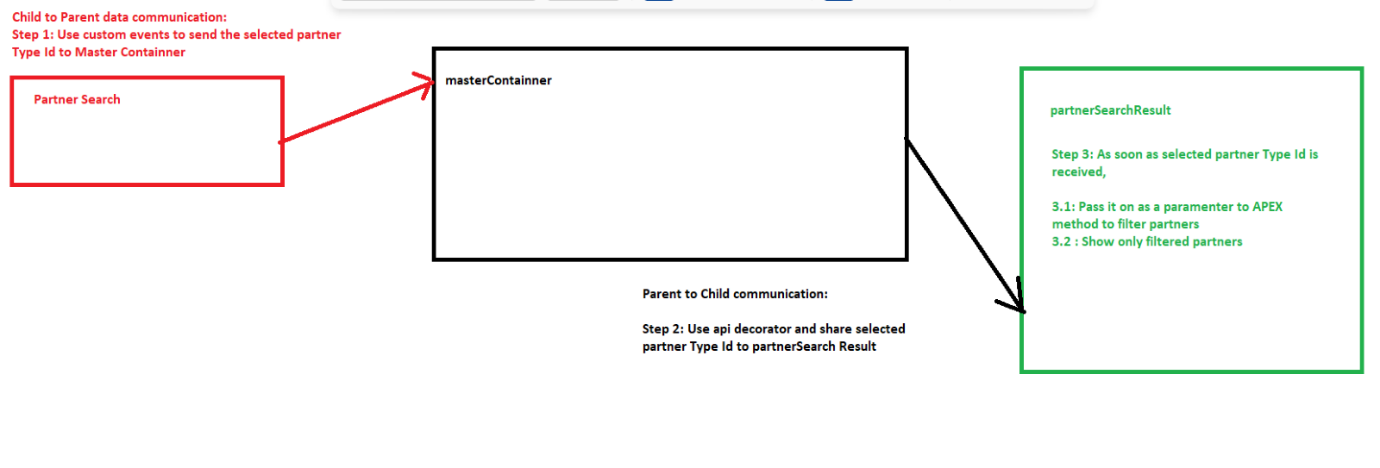 Child to Parent data communication:
Step 1: Use custom events to send the selected partner
Type Id to Master Containner
Partner Search
masterContainner
Parent to Child communication:
Step 2: Use api decorator and share selected
partner Type Id to partnerSearch Result
partnerSearchResult
Step 3: As soon as selected partner Type Id is
received,
3.1: Pass it on as a paramenter to APEX
method to filter partners
3.2 : Show only filtered partners